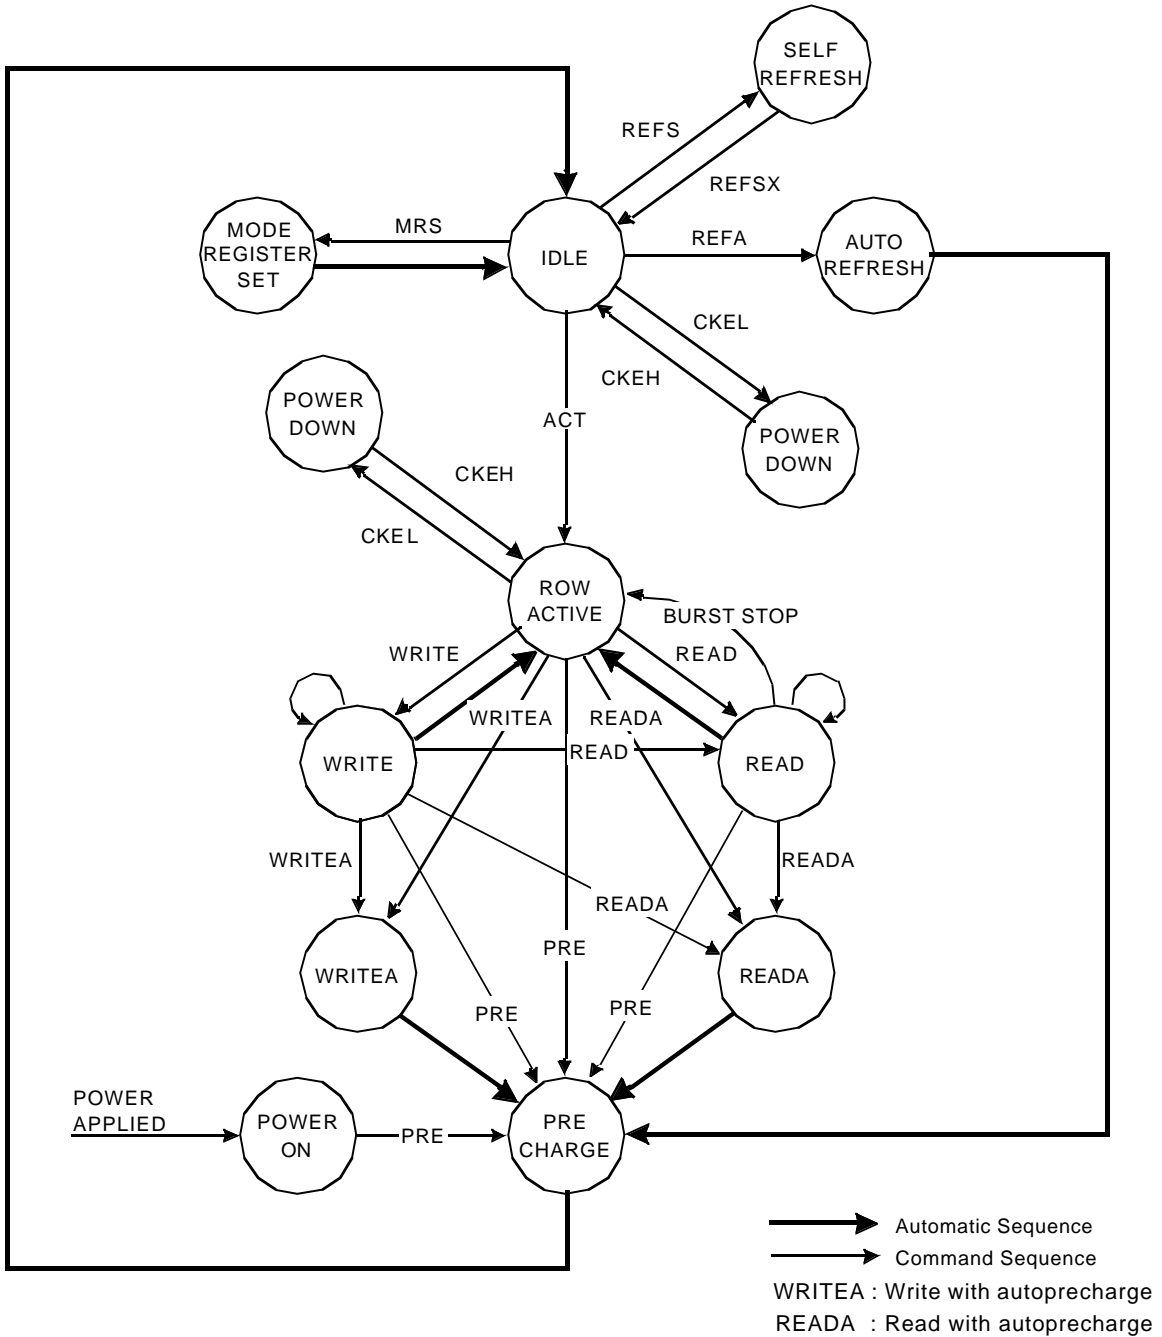 SELF
REFRESH
REFS
REFSX
MODE
REGISTER
SET
MRS
IDLE
REFA
AUTO
REFRESH
CKEL
CKEH
POWER
DOWN
ACT
POWER
DOWN
CKEH
CKEL
ROW
ACTIVE
BURST STOP
WRITE
READ
WRITEA
READA
READ
WRITE
READ
WRITEA
READA
READA
PRE
WRITEA
READA
PRE
PRE
POWER
APPLIED
POWER
ON
PRE
PRE
CHARGE
Automatic Sequence
Command Sequence
WRITEA : Write with autoprecharge
READA : Read with autoprecharge